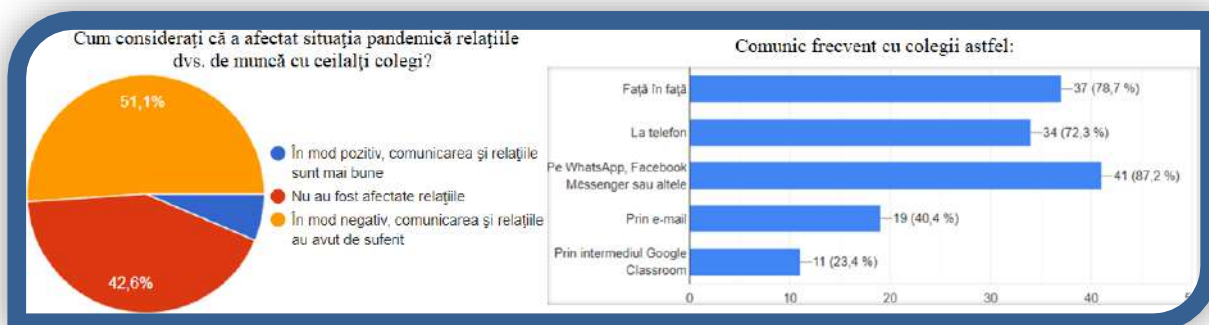 Cum considerați că a afectat situația pandemică relațiile
dvs. de muncă cu ceilalți colegi?
51,1%
42,6%
În mod pozitiv, comunicarea și relațiile
sunt mai bune
Nu au fost afectate relațiile
În mod negativ, comunicarea și relațiile
au avut de suferit
Comunic frecvent cu colegii astfel:
Față în față
37 (78,7 %)
La telefon
34 (72,3 %)
Pe WhatsApp, Facebook
Messenger sau altele
41 (87,2 %)
Prin e-mail
19 (40,4 %)
Prin intermediul Google
Classroom
11 (23,4 %)
0
10
20
30
40